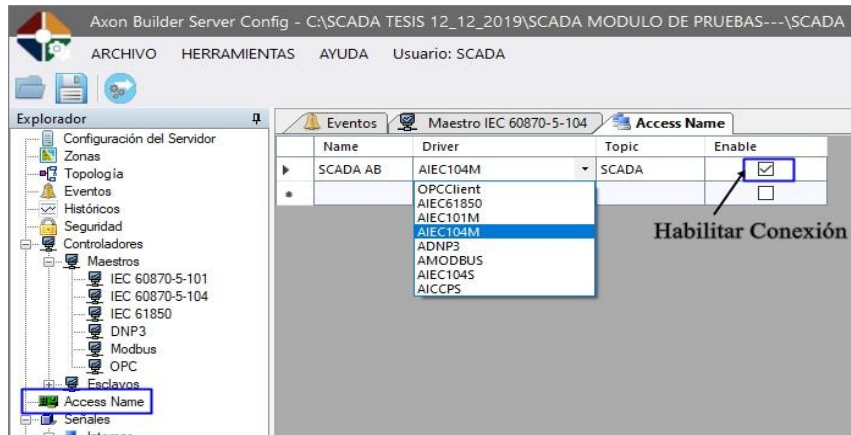 Axon Builder Server Config - C:\SCADA TESIS 12_12_2019\SCADA MODULO DE PRUEBAS---\SCADA
ARCHIVO HERRAMIENTAS AYUDA Usuario: SCADA
Explorador
Configuración del Servidor
Zonas
Topología
Eventos
Históricos
Seguridad
Controladores
Maestros
IEC 60870-5-101
IEC 60870-5-104
IEC 61850
DNP3
Modbus
OPC
Esclavos
Access Name
Señales
Eventos Maestro IEC 60870-5-104 Access Name
Name Driver Topic Enable
SCADA AB AIEC104M SCADA
OPCClient
AIEC61850
AIEC101M
AIEC104M
ADNP3
AMODBUS
AIEC104S
AICCPS
Habilitar Conexión